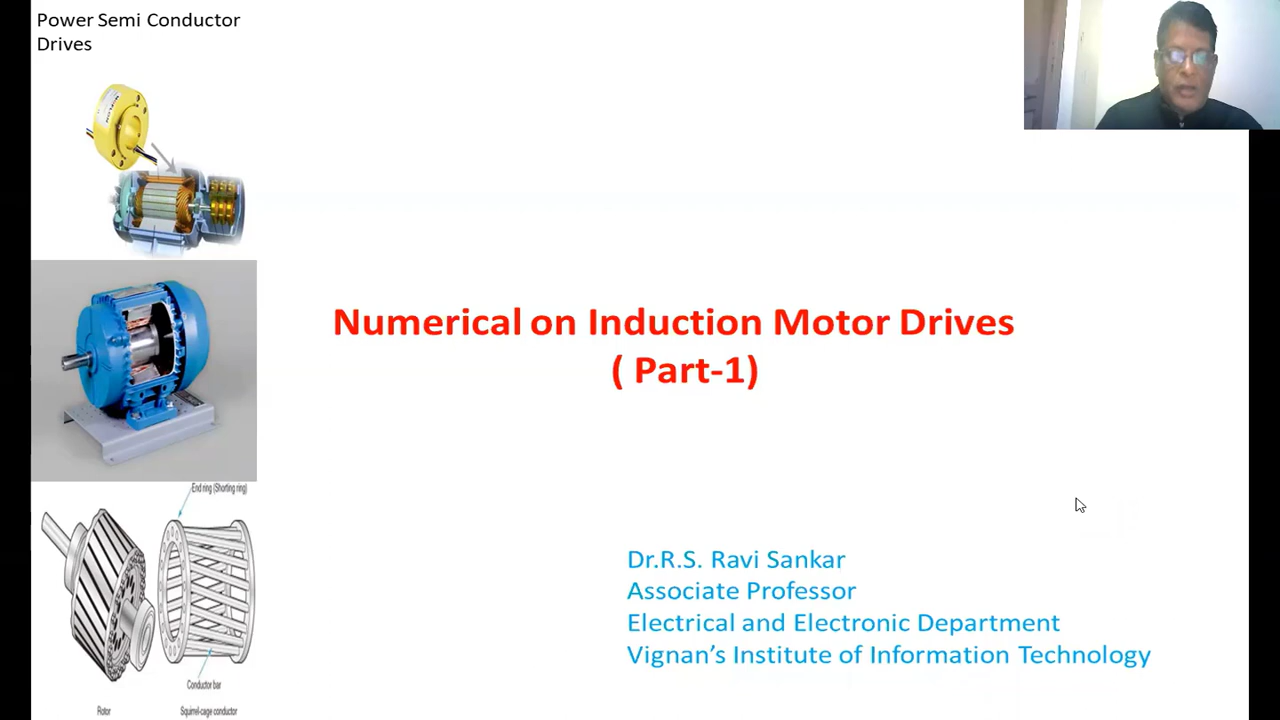 Power Semi Conductor
Drives
Numerical on Induction Motor Drives
( Part-1)
End ring (Shorting ring)
Conductor bar
Rotor
Squirrel-cage conductor
Dr.R.S. Ravi Sankar
Associate Professor
Electrical and Electronic Department
Vignan’s Institute of Information Technology